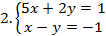 2. { 5x + 2y = 1
x − y = −1